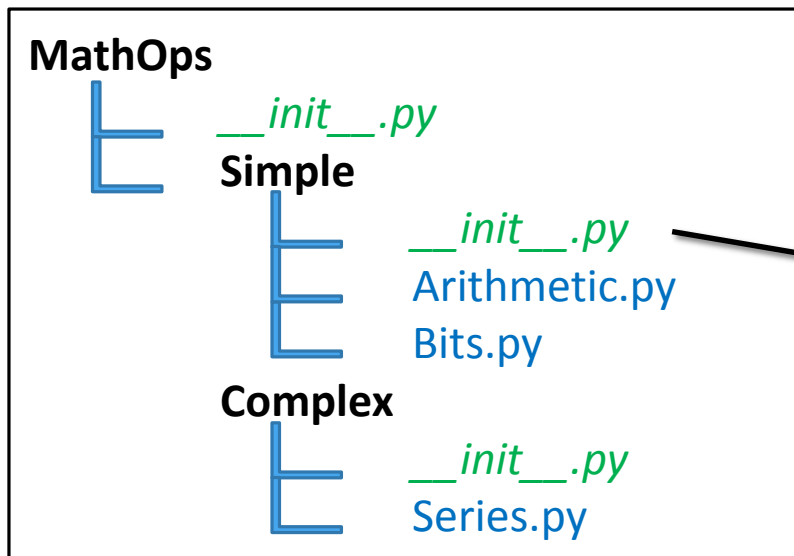 MathOps
__init__.py
Simple
__init__.py
Arithmetic.py
Bits.py
Complex
__init__.py
Series.py